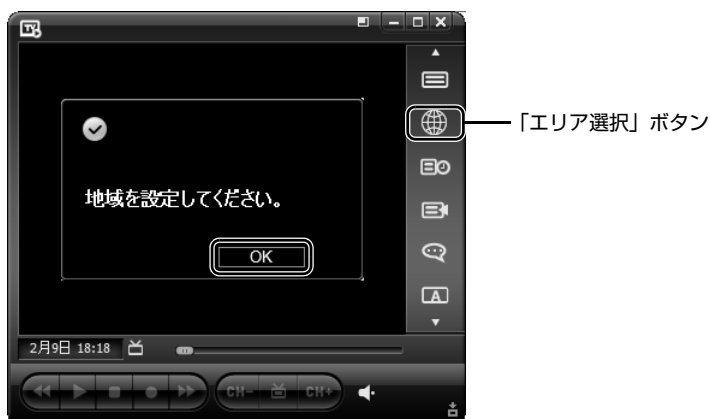 TV
「エリア選択」ボタン
地域を設定してください。
OK
A
2月9日 18:18
CH-
CH+